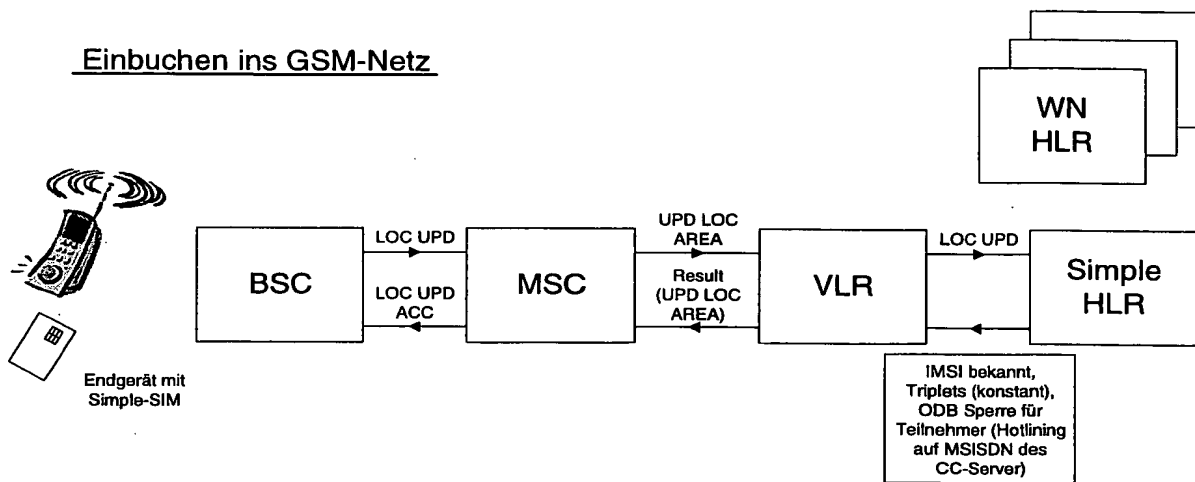 Einbuchen ins GSM-Netz
WN
HLR
BSC
LOC UPD
LOC UPD
ACC
MSC
UPD LOC
AREA
Result
(UPD LOC
AREA)
VLR
LOC UPD
Simple
HLR
Endgerät mit
Simple-SIM
IMSI bekannt,
Triplets (konstant),
ODB Sperre für
Teilnehmer (Hotlining
auf MSISDN des
CC-Server)